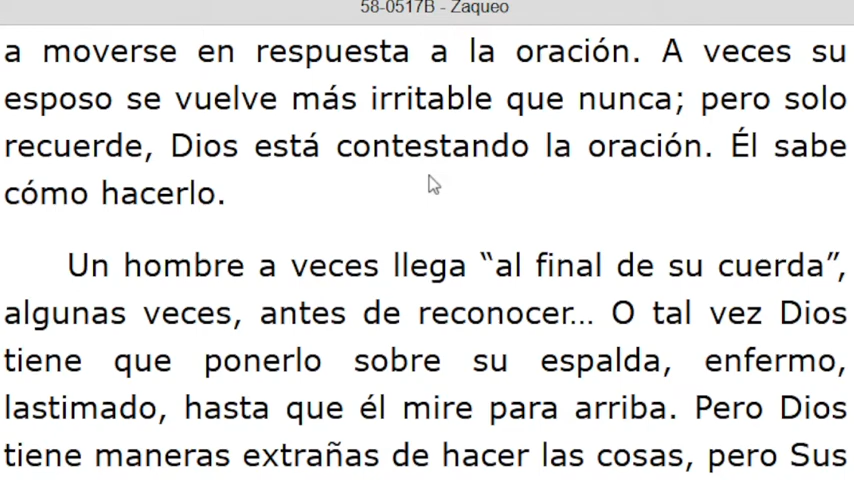 58-0517B - Zaqueo
a moverse en respuesta a la oración. A veces su
esposo se vuelve más irritable que nunca; pero solo
recuerde, Dios está contestando la oración. Él sabe
cómo hacerlo.
Un hombre a veces llega “al final de su cuerda”,
algunas veces, antes de reconocer... O tal vez Dios
tiene que ponerlo sobre su espalda, enfermo,
lastimado, hasta que él mire para arriba. Pero Dios
tiene maneras extrañas de hacer las cosas, pero Sus